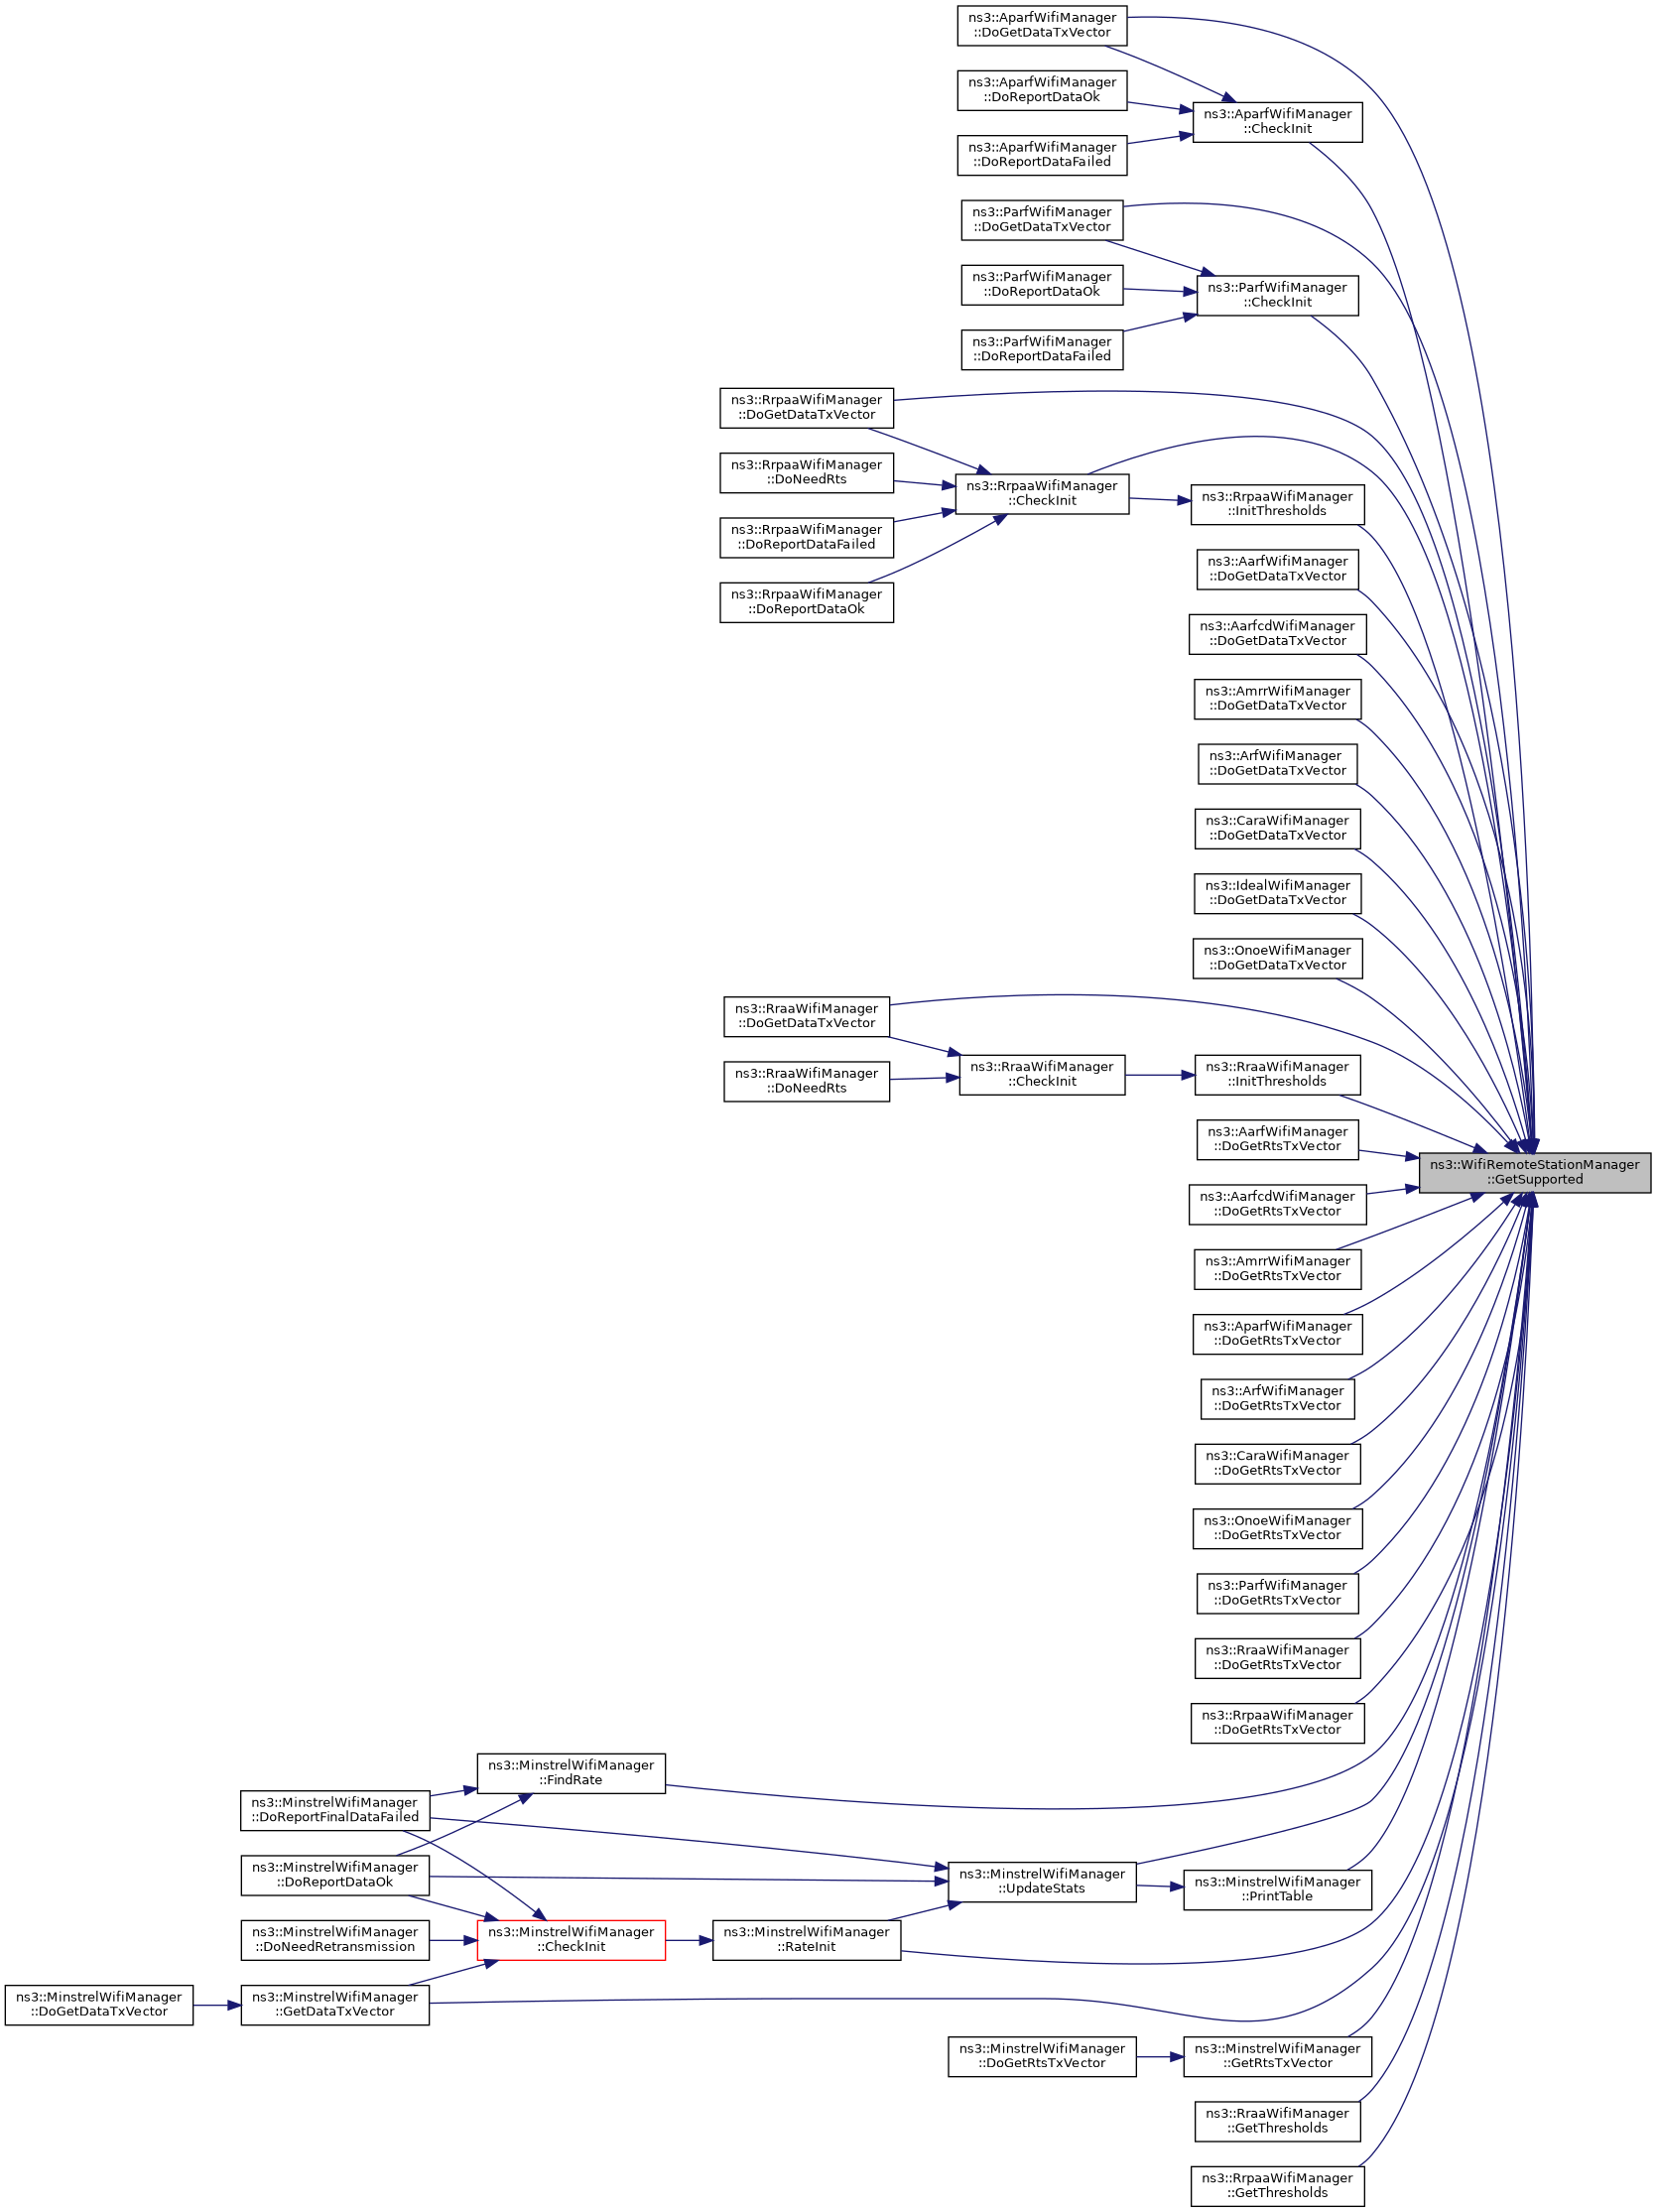 ns3::AparfWifiManager
::DoGetDataTxVector
ns3::AparfWifiManager
::DoReportDataOk
ns3::AparfWifiManager
::CheckInit
ns3::AparfWifiManager
::DoReportDataFailed
ns3::ParfWifiManager
::DoGetDataTxVector
ns3::ParfWifiManager
::DoReportDataOk
ns3::ParfWifiManager
::CheckInit
ns3::ParfWifiManager
::DoReportDataFailed
ns3::RrpaaWifiManager
::DoGetDataTxVector
ns3::RrpaaWifiManager
::DoNeedRts
ns3::RrpaaWifiManager
::CheckInit
ns3::RrpaaWifiManager
::InitThresholds
ns3::RrpaaWifiManager
::DoReportDataFailed
ns3::RrpaaWifiManager
::DoReportDataOk
ns3::AarfWifiManager
::DoGetDataTxVector
ns3::AarfcdWifiManager
::DoGetDataTxVector
ns3::AmrrWifiManager
::DoGetDataTxVector
ns3::ArfWifiManager
::DoGetDataTxVector
ns3::CaraWifiManager
::DoGetDataTxVector
ns3::IdealWifiManager
::DoGetDataTxVector
ns3::OnoeWifiManager
::DoGetDataTxVector
ns3::RraaWifiManager
::DoGetDataTxVector
ns3::RraaWifiManager
::DoNeedRts
ns3::RraaWifiManager
::CheckInit
ns3::RraaWifiManager
::InitThresholds
ns3::AarfWifiManager
::DoGetRtsTxVector
ns3::WifiRemoteStationManager
::GetSupported
ns3::AarfcdWifiManager
::DoGetRtsTxVector
ns3::AmrrWifiManager
::DoGetRtsTxVector
ns3::AparfWifiManager
::DoGetRtsTxVector
ns3::ArfWifiManager
::DoGetRtsTxVector
ns3::CaraWifiManager
::DoGetRtsTxVector
ns3::OnoeWifiManager
::DoGetRtsTxVector
ns3::ParfWifiManager
::DoGetRtsTxVector
ns3::RraaWifiManager
::DoGetRtsTxVector
ns3::RrpaaWifiManager
::DoGetRtsTxVector
ns3::MinstrelWifiManager
::FindRate
ns3::MinstrelWifiManager
::DoReportFinalDataFailed
ns3::MinstrelWifiManager
::DoReportDataOk
ns3::MinstrelWifiManager
::UpdateStats
ns3::MinstrelWifiManager
::PrintTable
ns3::MinstrelWifiManager
::DoNeedRetransmission
ns3::MinstrelWifiManager
::CheckInit
ns3::MinstrelWifiManager
::RateInit
ns3::MinstrelWifiManager
::DoGetDataTxVector
ns3::MinstrelWifiManager
::GetDataTxVector
ns3::MinstrelWifiManager
::DoGetRtsTxVector
ns3::MinstrelWifiManager
::GetRtsTxVector
ns3::RraaWifiManager
::GetThresholds
ns3::RrpaaWifiManager
::GetThresholds